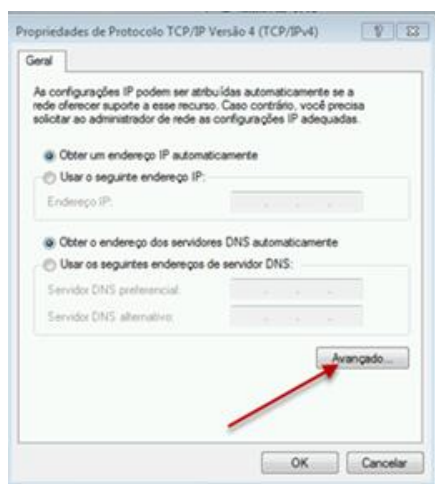 Propriedades de Protocolo TCP/IP Versão 4 (TCP/IPv4)
Geral
As configurações IP podem ser atribuídas automaticamente se a
rede oferecer suporte a esse recurso. Caso contrário, você precisa
solicitar ao administrador de rede as configurações IP adequadas.
Obter um endereço IP automaticamente
Usar o seguinte endereço IP:
Endereço IP:
Obter o endereço dos servidores DNS automaticamente
Usar os seguintes endereços de servidor DNS:
Servidor DNS preferencial:
Servidor DNS alternativo:
Avançado...
OK Cancelar